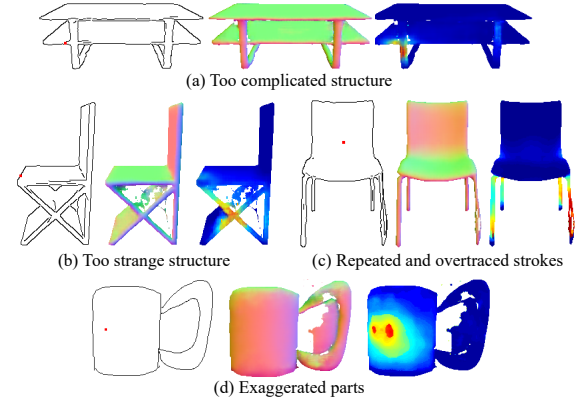 (a) Too complicated structure
(b) Too strange structure
(c) Repeated and overtraced strokes
(d) Exaggerated parts